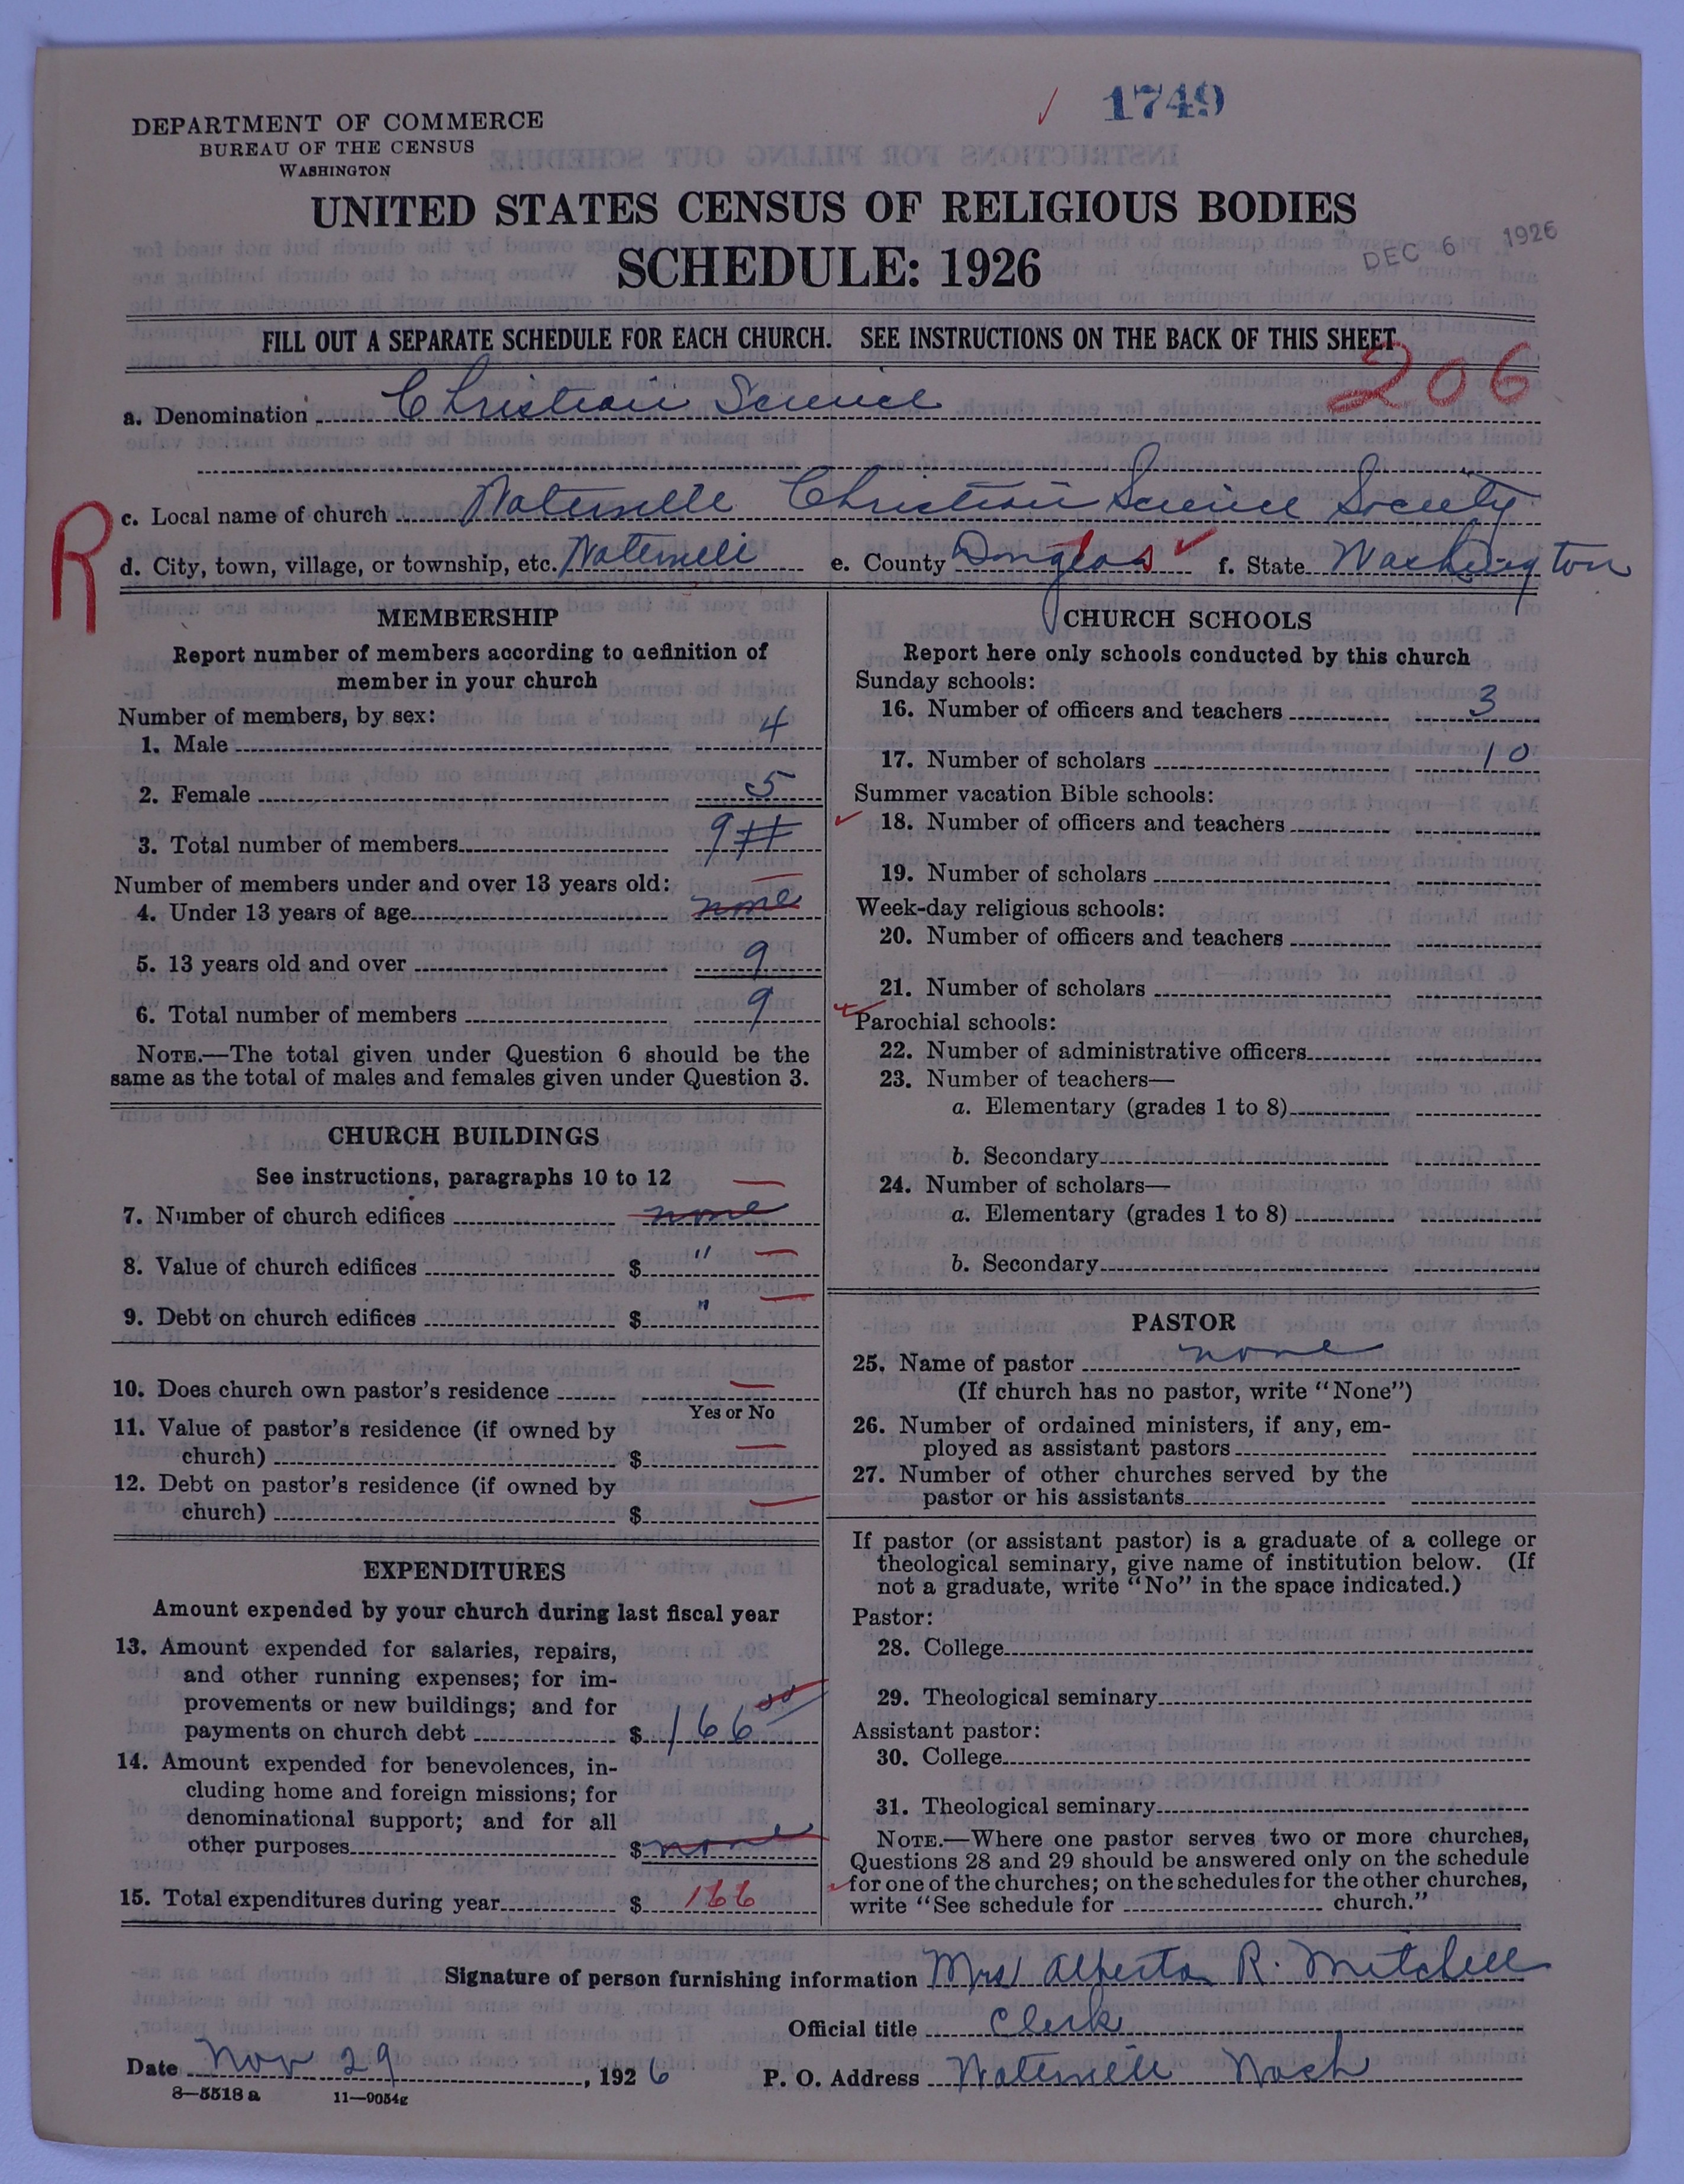 1749
DEPARTMENT OF COMMERCE
BUREAU OF THE CENSUS
WASHINGTON
UNITED STATES CENSUS OF RELIGIOUS BODIES
SCHEDULE: 1926
DEC 6 1926
FILL OUT A SEPARATE SCHEDULE FOR EACH CHURCH. SEE INSTRUCTIONS ON THE BACK OF THIS SHEET
206
a. Denomination Christian Science
R
c. Local name of church Waterville Christian Science Society
d. City, town, village, or township, etc. Waterville e. County Douglas f. State Washington
MEMBERSHIP
Report number of members according to definition of
member in your church
Number of members, by sex:
1. Male 4
2. Female 5
3. Total number of members 9
Number of members under and over 13 years old:
4. Under 13 years of age none
5. 13 years old and over 9
6. Total number of members 9
NOTE.—The total given under Question 6 should be the
same as the total of males and females given under Question 3.
CHURCH BUILDINGS
See instructions, paragraphs 10 to 12
7. Number of church edifices none
8. Value of church edifices $ "
9. Debt on church edifices $ "
10. Does church own pastor's residence
Yes or No
11. Value of pastor's residence (if owned by
church) $
12. Debt on pastor's residence (if owned by
church) $
EXPENDITURES
Amount expended by your church during last fiscal year
13. Amount expended for salaries, repairs,
and other running expenses; for im-
provements or new buildings; and for
payments on church debt $ 166 00
14. Amount expended for benevolences, in-
cluding home and foreign missions; for
denominational support; and for all
other purposes $ none
15. Total expenditures during year $ 166
CHURCH SCHOOLS
Report here only schools conducted by this church
Sunday schools:
16. Number of officers and teachers 3
17. Number of scholars 10
Summer vacation Bible schools:
18. Number of officers and teachers
19. Number of scholars
Week-day religious schools:
20. Number of officers and teachers
21. Number of scholars
Parochial schools:
22. Number of administrative officers
23. Number of teachers—
a. Elementary (grades 1 to 8)
b. Secondary
24. Number of scholars—
a. Elementary (grades 1 to 8)
b. Secondary
PASTOR
25. Name of pastor none
(If church has no pastor, write "None")
26. Number of ordained ministers, if any, em-
ployed as assistant pastors
27. Number of other churches served by the
pastor or his assistants
If pastor (or assistant pastor) is a graduate of a college or
theological seminary, give name of institution below. (If
not a graduate, write "No" in the space indicated.)
Pastor:
28. College
29. Theological seminary
Assistant pastor:
30. College
31. Theological seminary
NOTE.—Where one pastor serves two or more churches,
Questions 28 and 29 should be answered only on the schedule
for one of the churches; on the schedules for the other churches,
write "See schedule for church."
Signature of person furnishing information Mrs Alberta R. Mitchell
Official title Clerk
Date Nov 29, 1926 P. O. Address Waterville Wash
8—5518 a 11—9054g